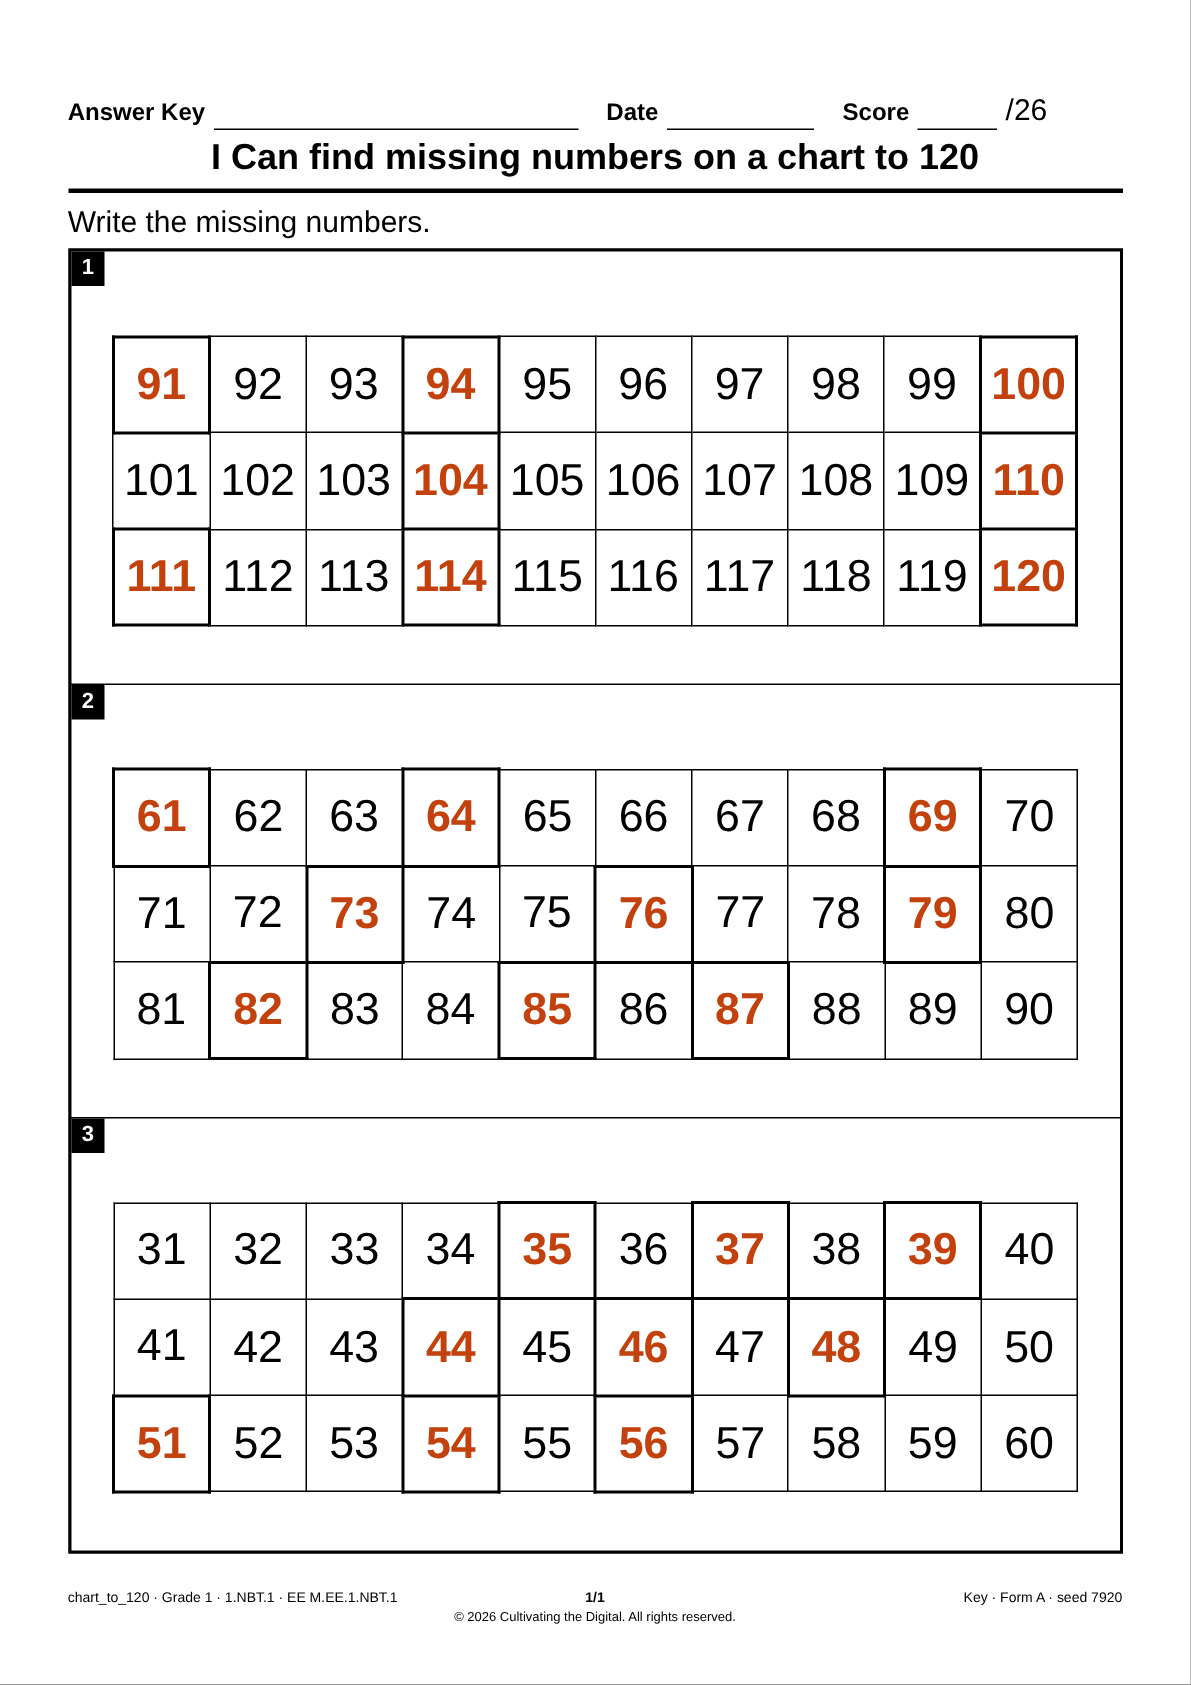 Answer Key Date Score /26
I Can find missing numbers on a chart to 120
Write the missing numbers.
1
91 92 93 94 95 96 97 98 99 100
101 102 103 104 105 106 107 108 109 110
111 112 113 114 115 116 117 118 119 120
2
61 62 63 64 65 66 67 68 69 70
71 72 73 74 75 76 77 78 79 80
81 82 83 84 85 86 87 88 89 90
3
31 32 33 34 35 36 37 38 39 40
41 42 43 44 45 46 47 48 49 50
51 52 53 54 55 56 57 58 59 60
chart_to_120 · Grade 1 · 1.NBT.1 · EE M.EE.1.NBT.1 1/1 Key · Form A · seed 7920
© 2026 Cultivating the Digital. All rights reserved.